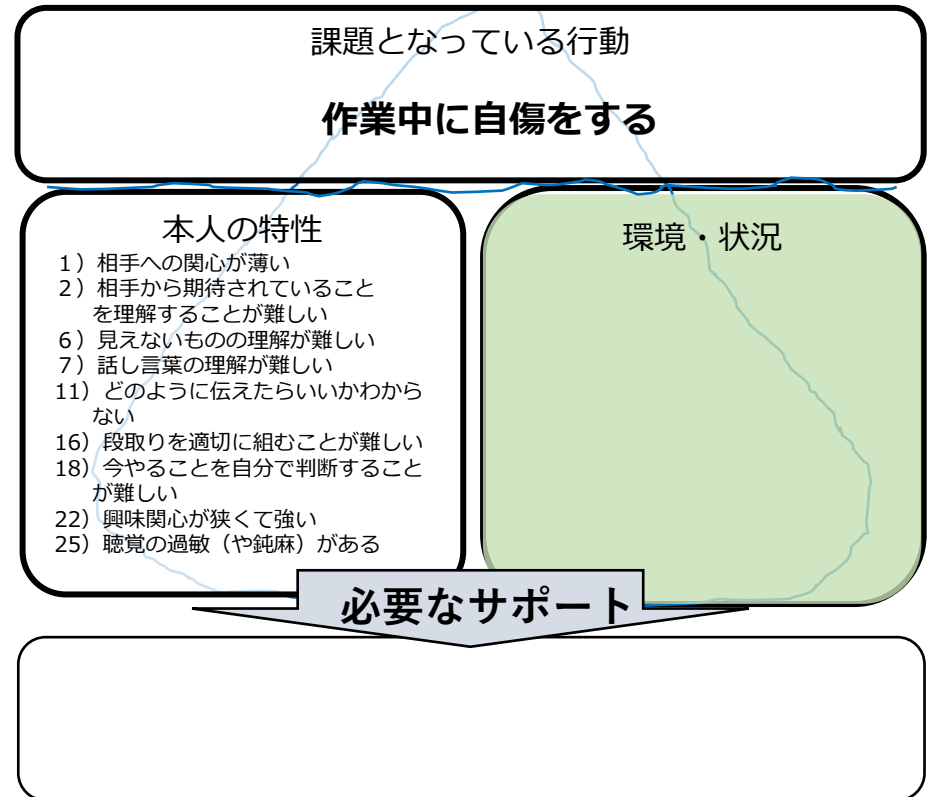 課題となっている行動
作業中に自傷をする
本人の特性
1）相手への関心が薄い
2）相手から期待されていること
を理解することが難しい
6）見えないものの理解が難しい
7）話し言葉の理解が難しい
11）どのように伝えたらいいかわから
ない
16）段取りを適切に組むことが難しい
18）今やることを自分で判断すること
が難しい
22）興味関心が狭くて強い
25）聴覚の過敏（や鈍麻）がある
環境・状況
必要なサポート